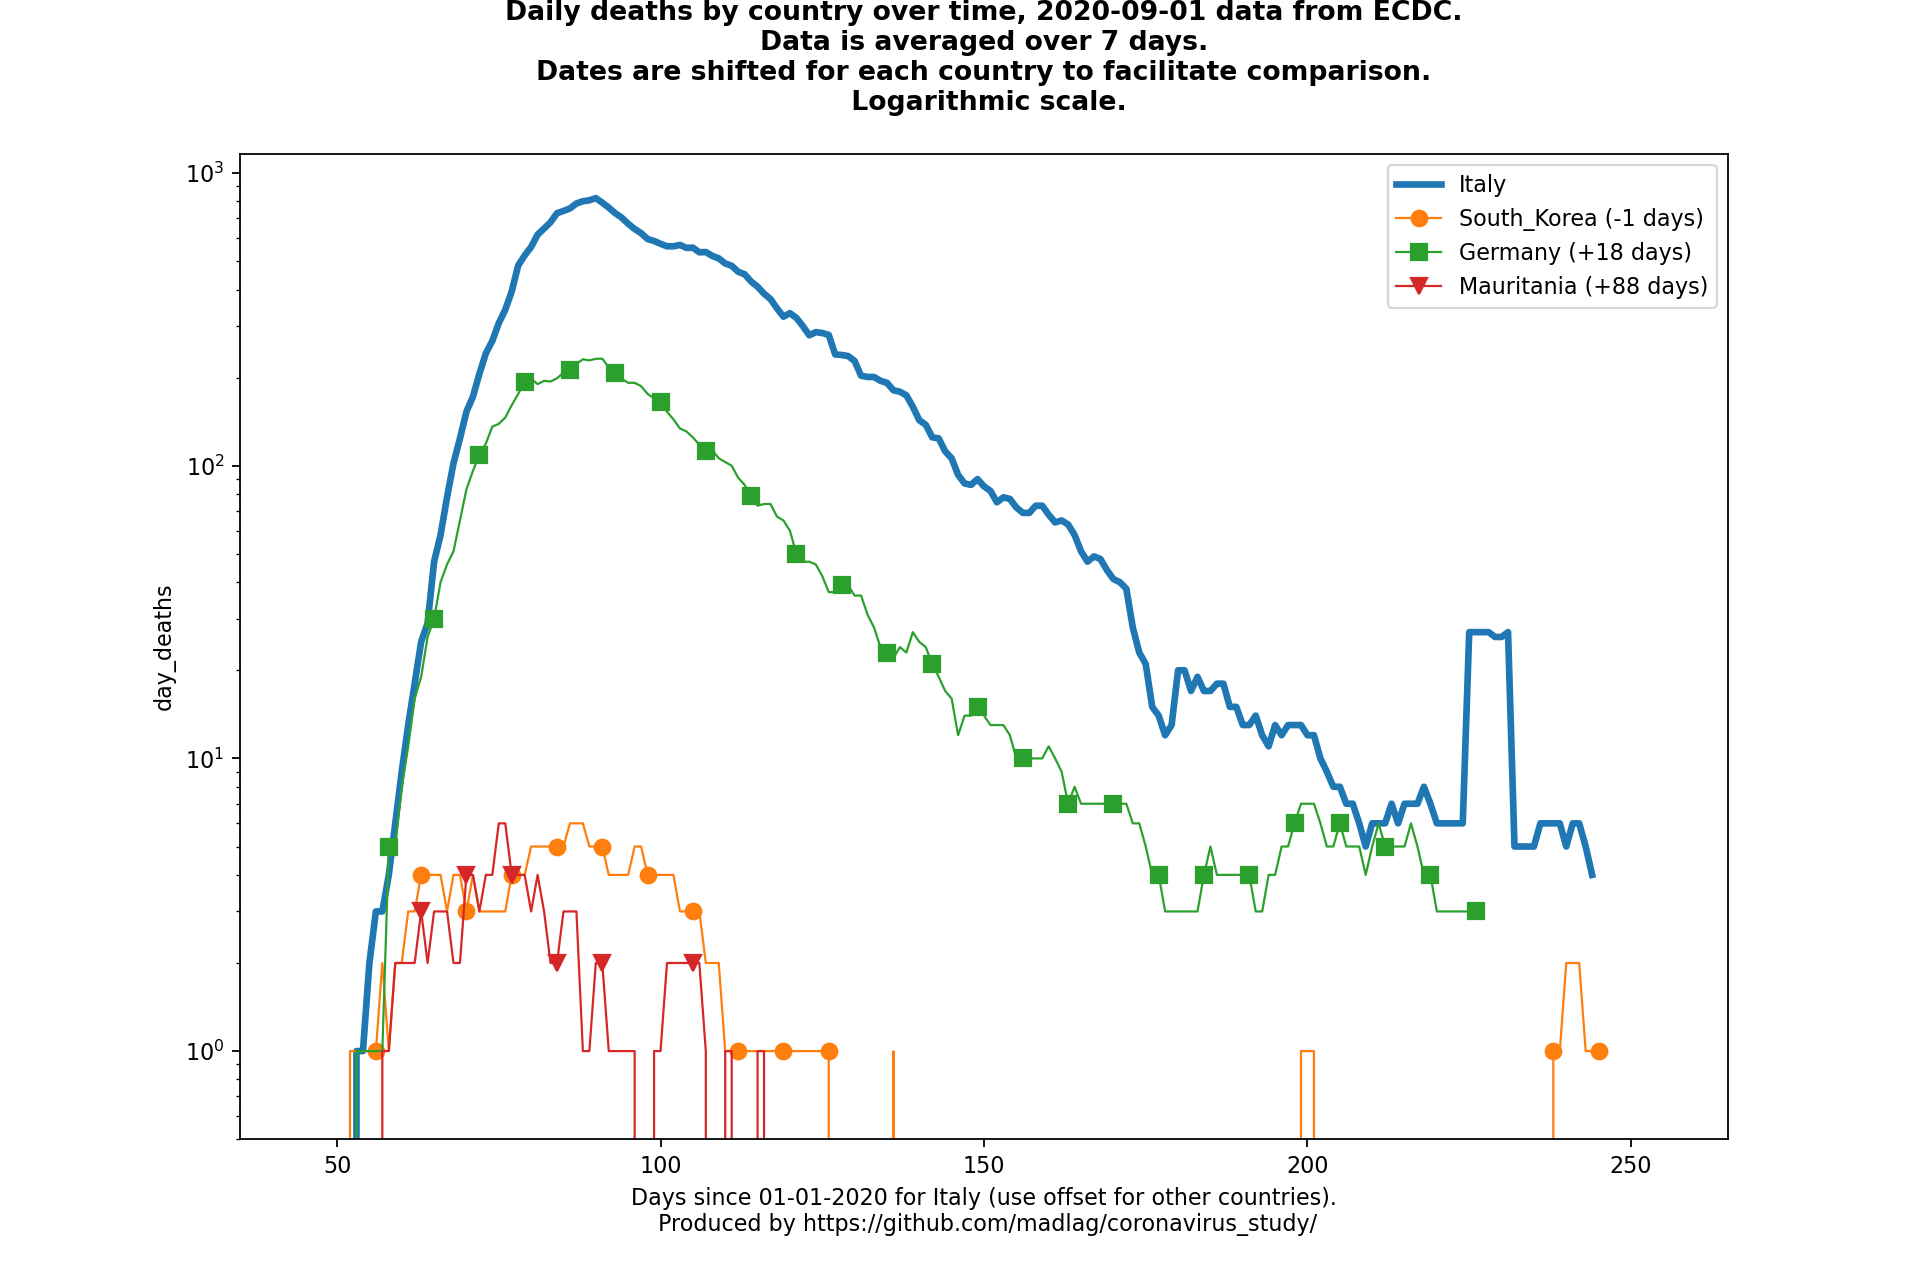 Daily deaths by country over time, 2020-09-01 data from ECDC.
Data is averaged over 7 days.
Dates are shifted for each country to facilitate comparison.
Logarithmic scale.
10³
10²
10¹
10⁰
day_deaths
Italy
South_Korea (-1 days)
Germany (+18 days)
Mauritania (+88 days)
50 100 150 200 250
Days since 01-01-2020 for Italy (use offset for other countries).
Produced by https://github.com/madlag/coronavirus_study/